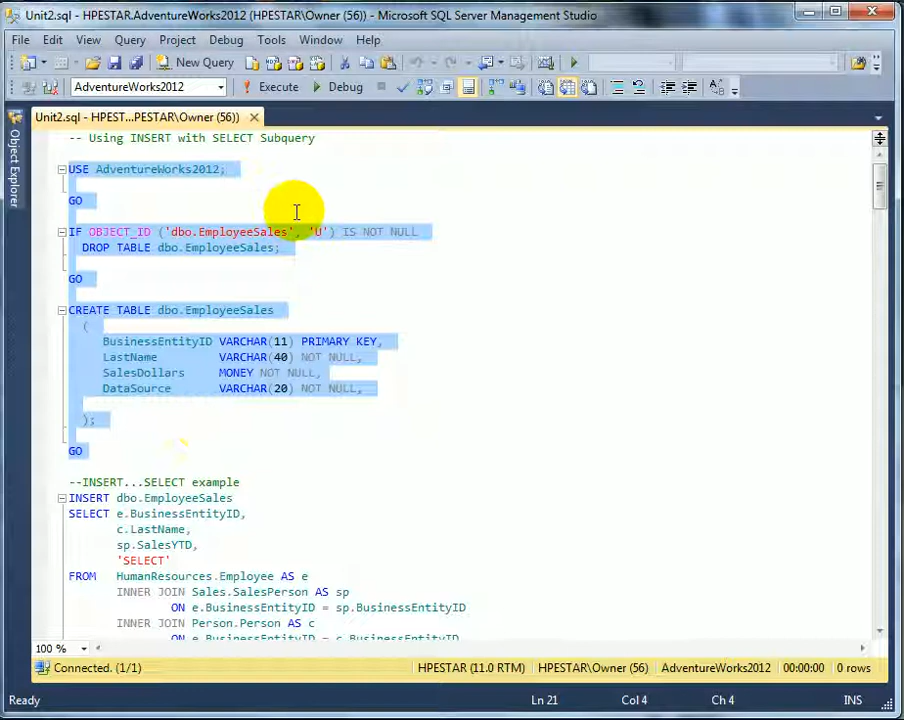 Unit2.sql - HPESTAR.AdventureWorks2012 (HPESTAR\Owner (56)) - Microsoft SQL Server Management Studio
File Edit View Query Project Debug Tools Window Help
New Query
AdventureWorks2012 Execute Debug
Unit2.sql - HPEST...PESTAR\Owner (56))
Object Explorer
-- Using INSERT with SELECT Subquery
USE AdventureWorks2012;
GO
IF OBJECT_ID ('dbo.EmployeeSales', 'U') IS NOT NULL
DROP TABLE dbo.EmployeeSales;
GO
CREATE TABLE dbo.EmployeeSales
(
BusinessEntityID VARCHAR(11) PRIMARY KEY,
LastName VARCHAR(40) NOT NULL,
SalesDollars MONEY NOT NULL,
DataSource VARCHAR(20) NOT NULL,
);
GO
--INSERT...SELECT example
INSERT dbo.EmployeeSales
SELECT e.BusinessEntityID,
c.LastName,
sp.SalesYTD,
'SELECT'
FROM HumanResources.Employee AS e
INNER JOIN Sales.SalesPerson AS sp
ON e.BusinessEntityID = sp.BusinessEntityID
INNER JOIN Person.Person AS c
ON e.BusinessEntityID = c.BusinessEntityID
100 %
Connected. (1/1) HPESTAR (11.0 RTM) HPESTAR\Owner (56) AdventureWorks2012 00:00:00 0 rows
Ready Ln 21 Col 4 Ch 4 INS